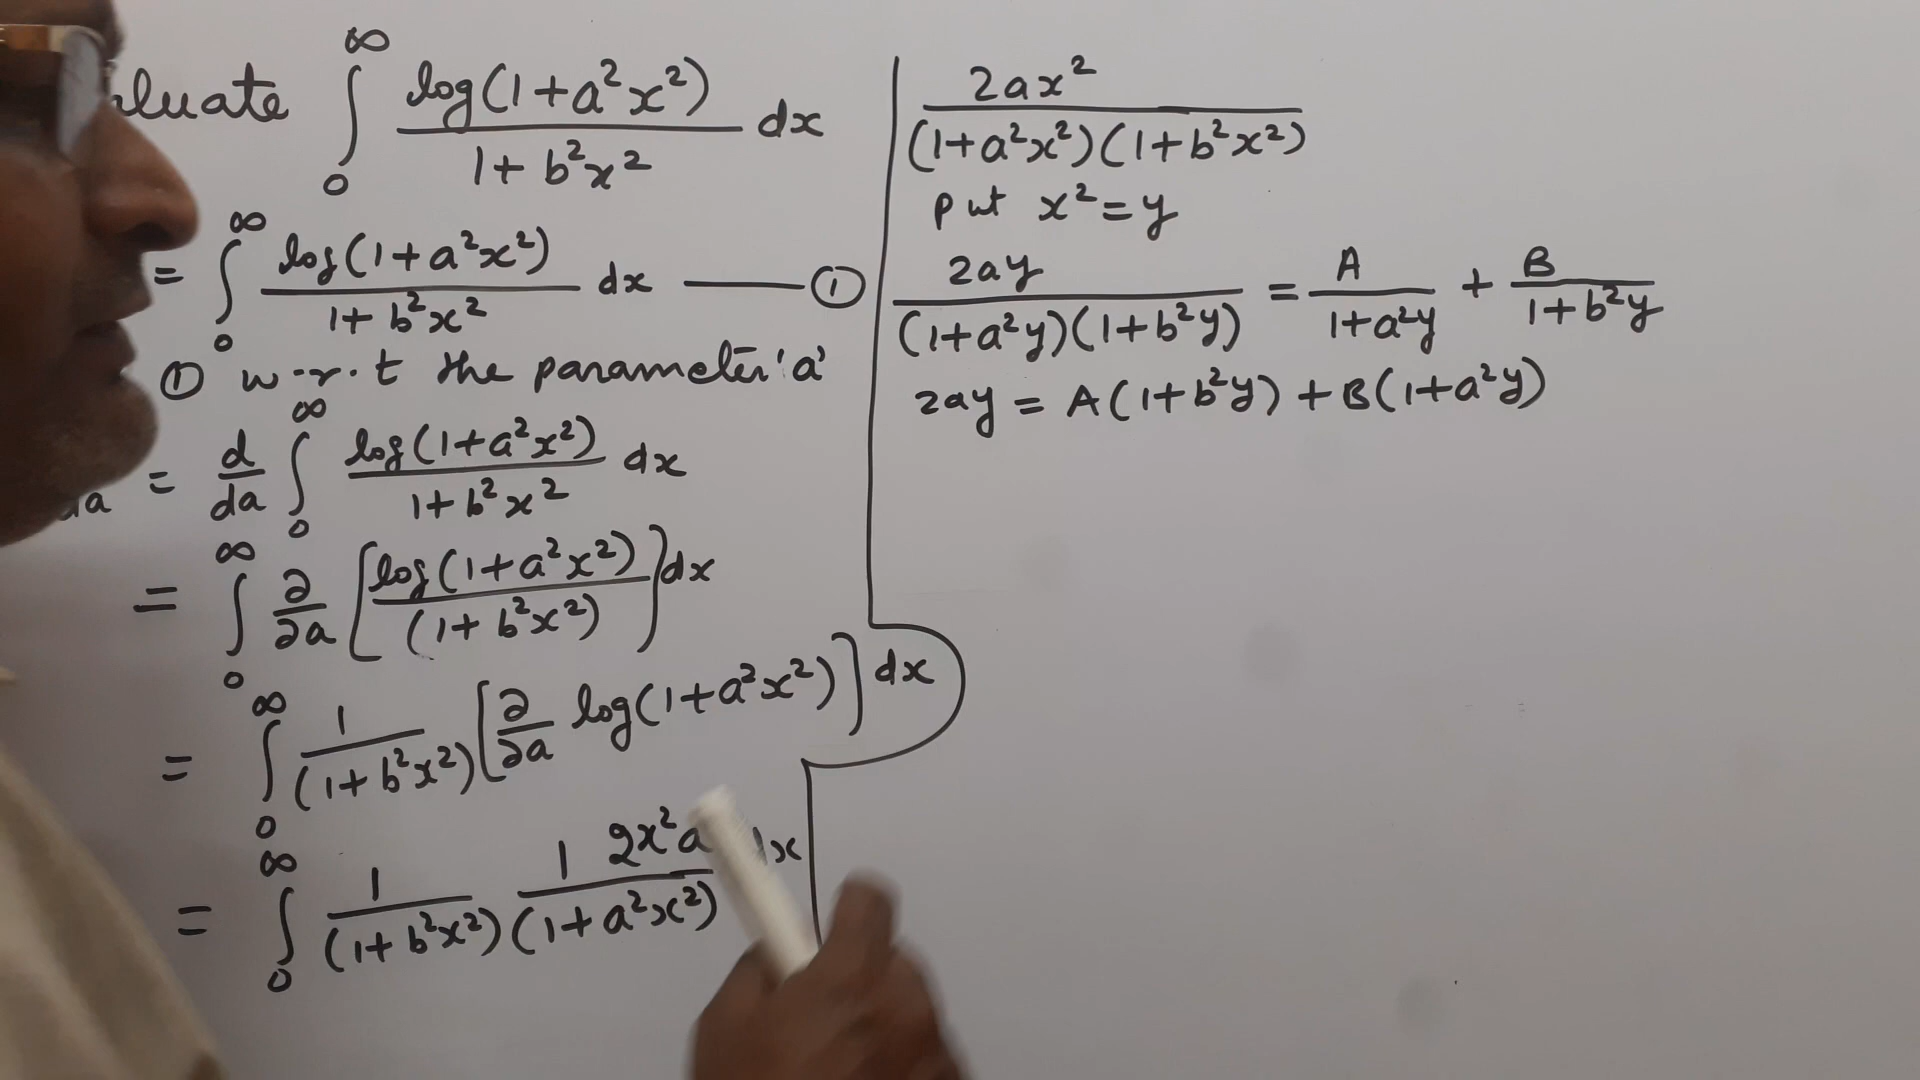 ∫₀^∞ log(1+a²x²) / 1+b²x² dx
= ∫₀^∞ log(1+a²x²) / 1+b²x² dx —— ①
① w.r.t the parameter 'a'
= d/da ∫₀^∞ log(1+a²x²) / 1+b²x² dx
= ∫₀^∞ ∂/∂a [log(1+a²x²) / (1+b²x²)] dx
= ∫₀^∞ 1/(1+b²x²) [∂/∂a log(1+a²x²)] dx
= ∫₀^∞ 1/(1+b²x²) 1/(1+a²x²) 2x²a
2ax² / (1+a²x²)(1+b²x²)
put x²=y
2ay / (1+a²y)(1+b²y) = A / 1+a²y + B / 1+b²y
2ay = A(1+b²y) + B(1+a²y)